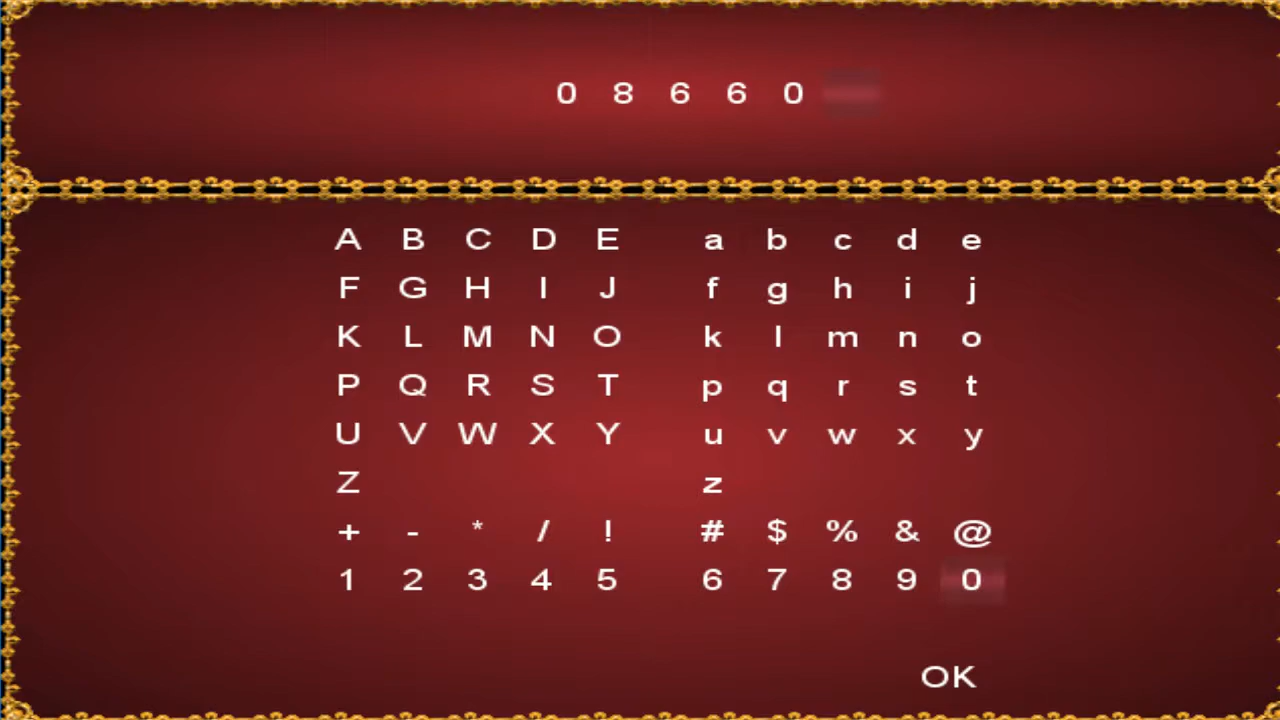 0 8 6 6 0
A B C D E a b c d e
F G H I J f g h i j
K L M N O k l m n o
P Q R S T p q r s t
U V W X Y u v w x y
Z z
+ - * / ! # $ % & @
1 2 3 4 5 6 7 8 9 0
OK